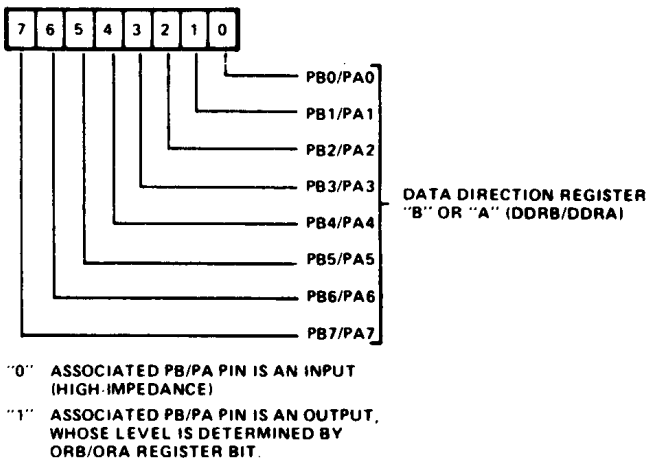 7 6 5 4 3 2 1 0
PB0/PA0
PB1/PA1
PB2/PA2
PB3/PA3
DATA DIRECTION REGISTER
"B" OR "A" (DDRB/DDRA)
PB4/PA4
PB5/PA5
PB6/PA6
PB7/PA7
"0" ASSOCIATED PB/PA PIN IS AN INPUT
(HIGH-IMPEDANCE)
"1" ASSOCIATED PB/PA PIN IS AN OUTPUT,
WHOSE LEVEL IS DETERMINED BY
ORB/ORA REGISTER BIT.